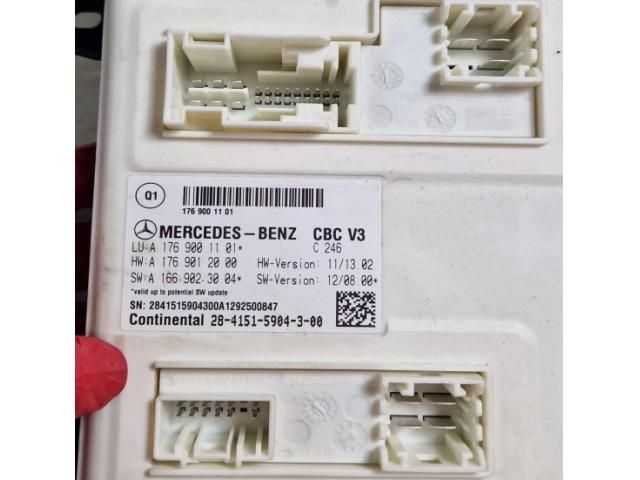 Q1
176 900 11 01
MERCEDES-BENZ CBC V3
LU:A 176 900 11 01* C 246
HW:A 176 901 20 00 HW-Version: 11/13.02
SW:A 166 902 30 04* SW-Version: 12/08.00*
*valid up to potential SW update
SN: 2841515904300A1292500847
Continental 28-4151-5904-3-00